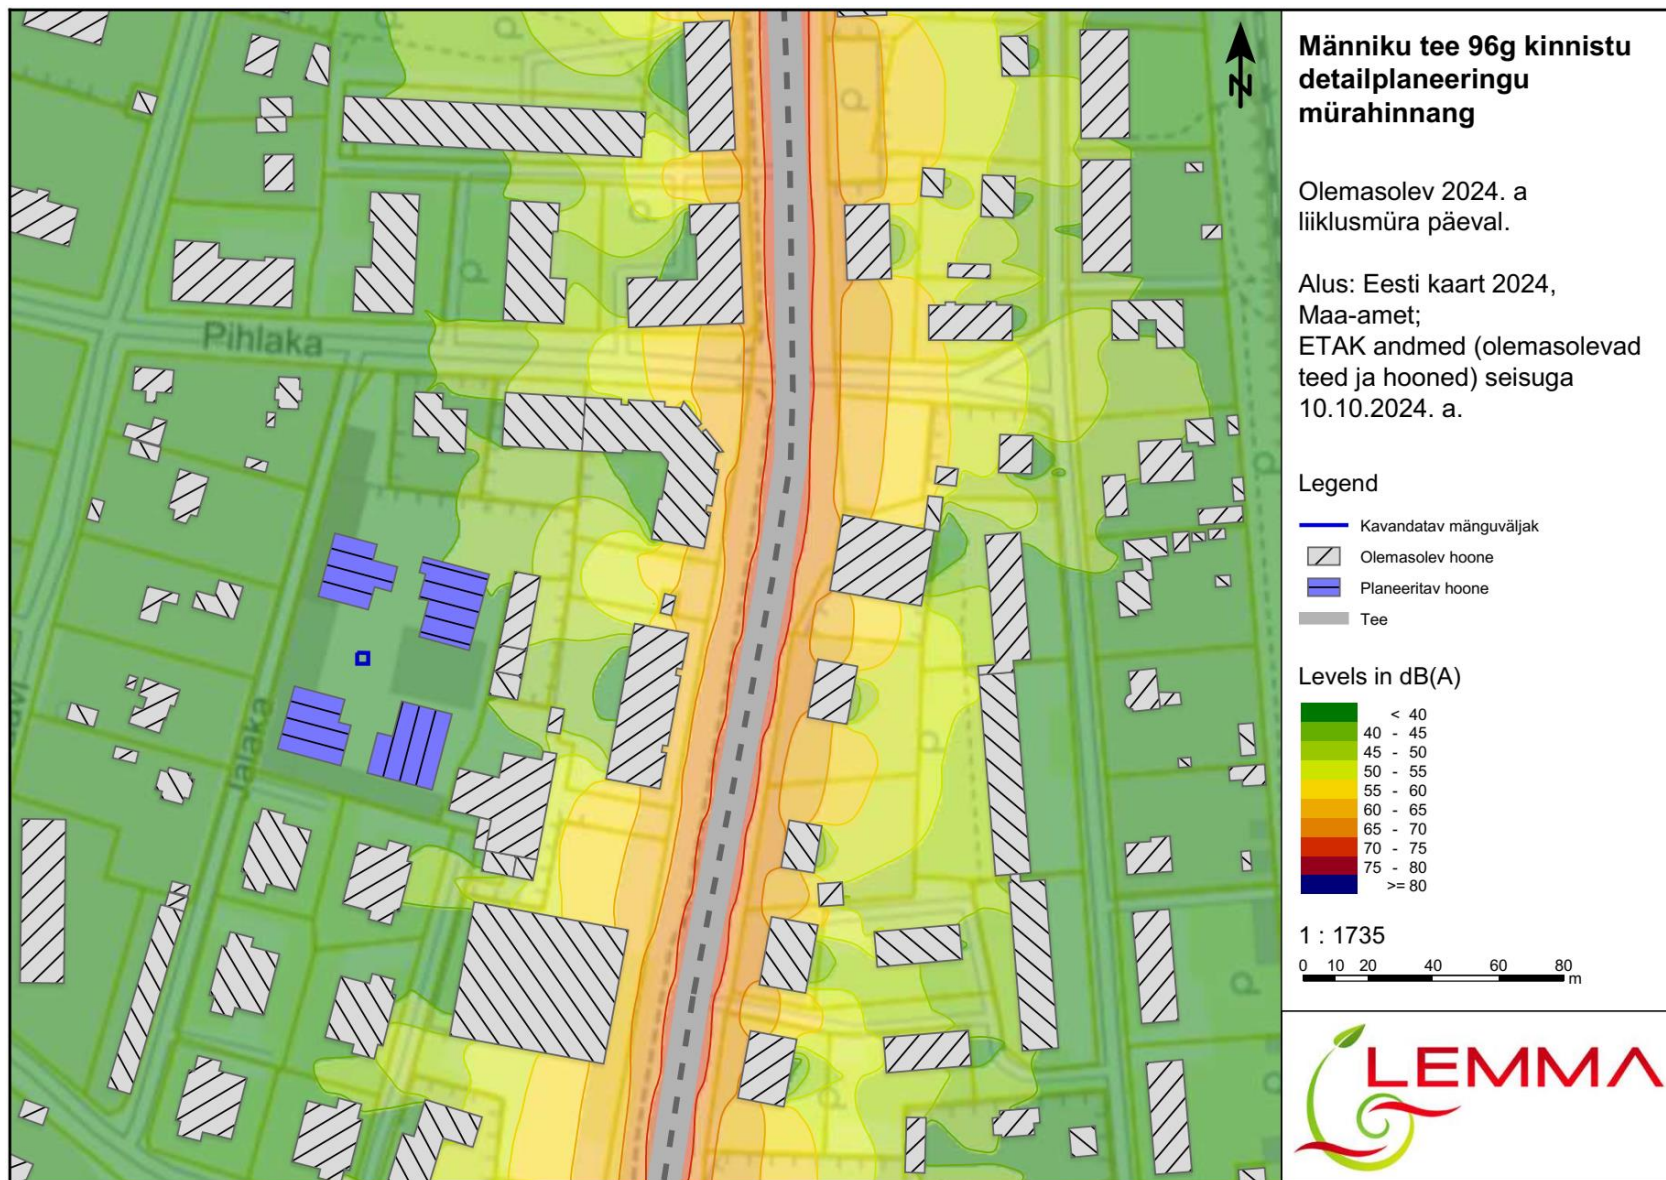 Männiku tee 96g kinnistu
detailplaneeringu
mürahinnang
Olemasolev 2024. a
liiklusmüra päeval.
Alus: Eesti kaart 2024,
Maa-amet;
ETAK andmed (olemasolevad
teed ja hooned) seisuga
10.10.2024. a.
Legend
Kavandatav mänguväljak
Olemasolev hoone
Planeeritav hoone
Tee
Levels in dB(A)
< 40
40 - 45
45 - 50
50 - 55
55 - 60
60 - 65
65 - 70
70 - 75
75 - 80
>= 80
1 : 1735
0 10 20 40 60 80
m
LEMMA
N
Pihlaka
Jalaka
P
P
P
P
P
P
P
P